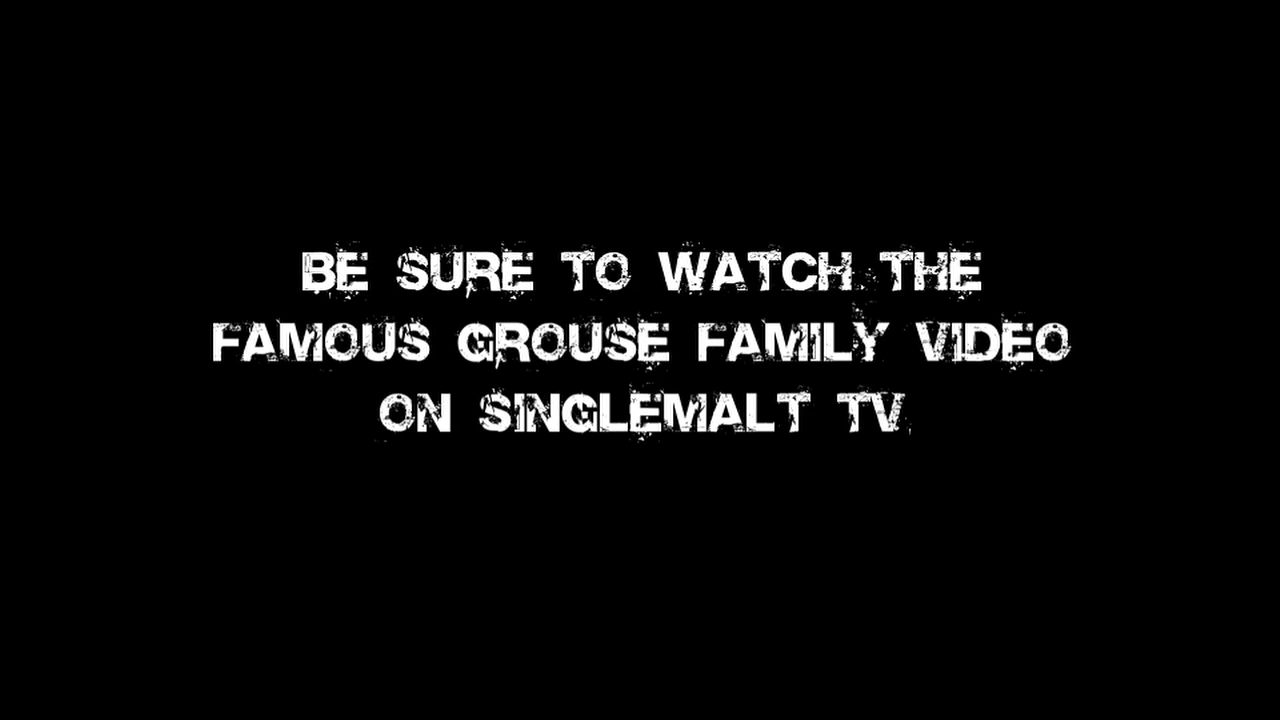 BE SURE TO WATCH THE
FAMOUS GROUSE FAMILY VIDEO
ON SINGLEMALT TV